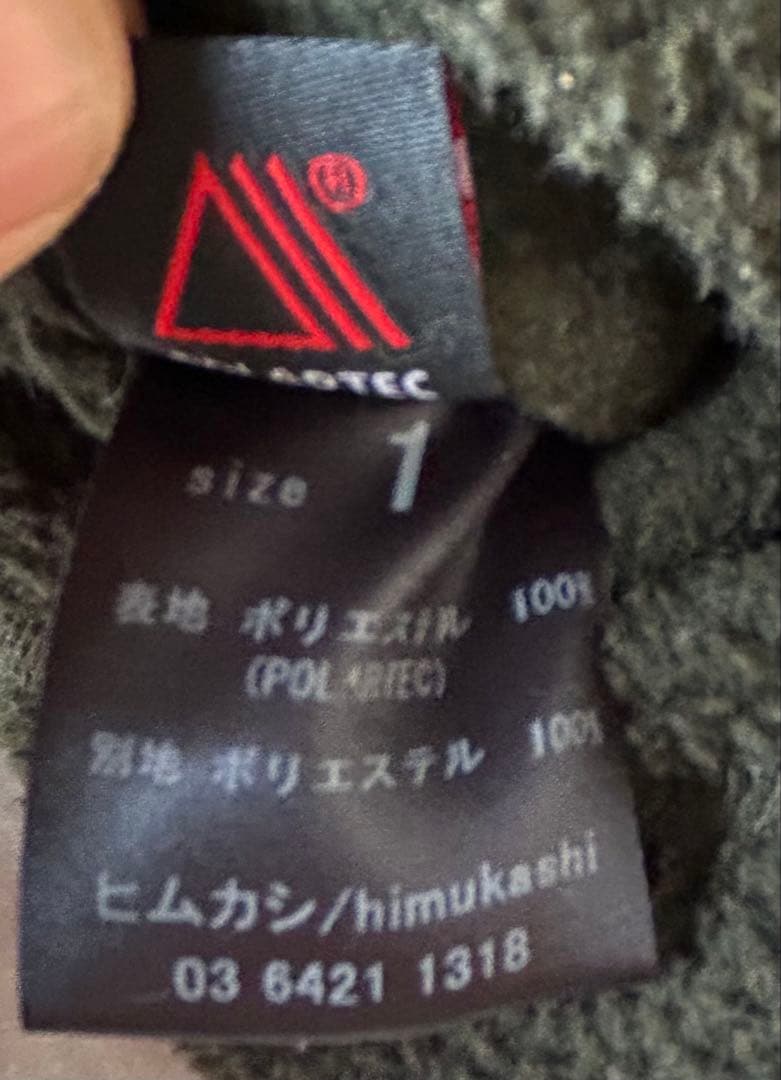 size 1
表地 ポリエステル 100%
(POLARTEC)
別地 ポリエステル 100%
ヒムカシ/himukashi
03 6421 1318